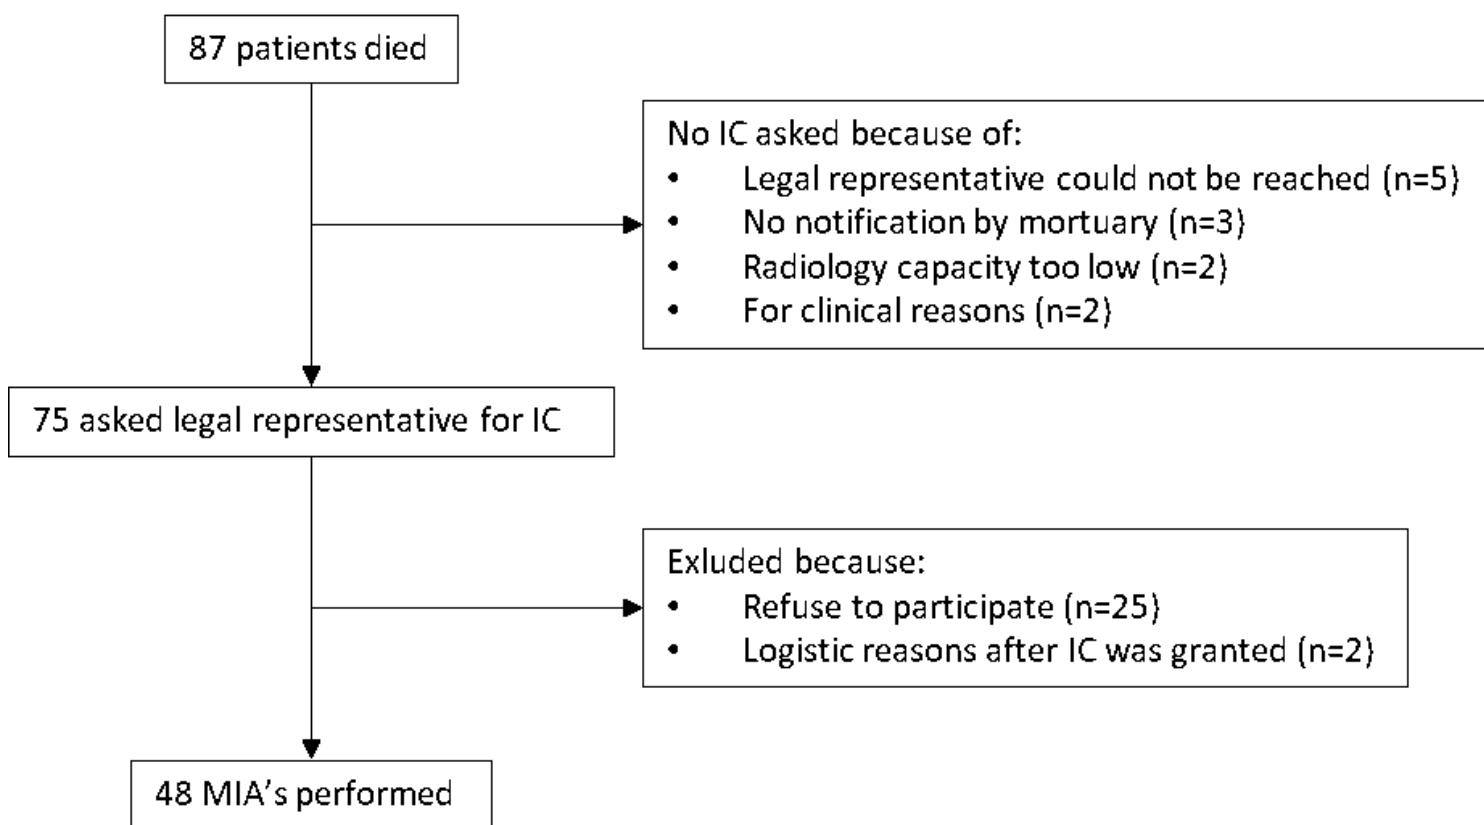 87 patients died
No IC asked because of:
• Legal representative could not be reached (n=5)
• No notification by mortuary (n=3)
• Radiology capacity too low (n=2)
• For clinical reasons (n=2)
75 asked legal representative for IC
Exluded because:
• Refuse to participate (n=25)
• Logistic reasons after IC was granted (n=2)
48 MIA's performed